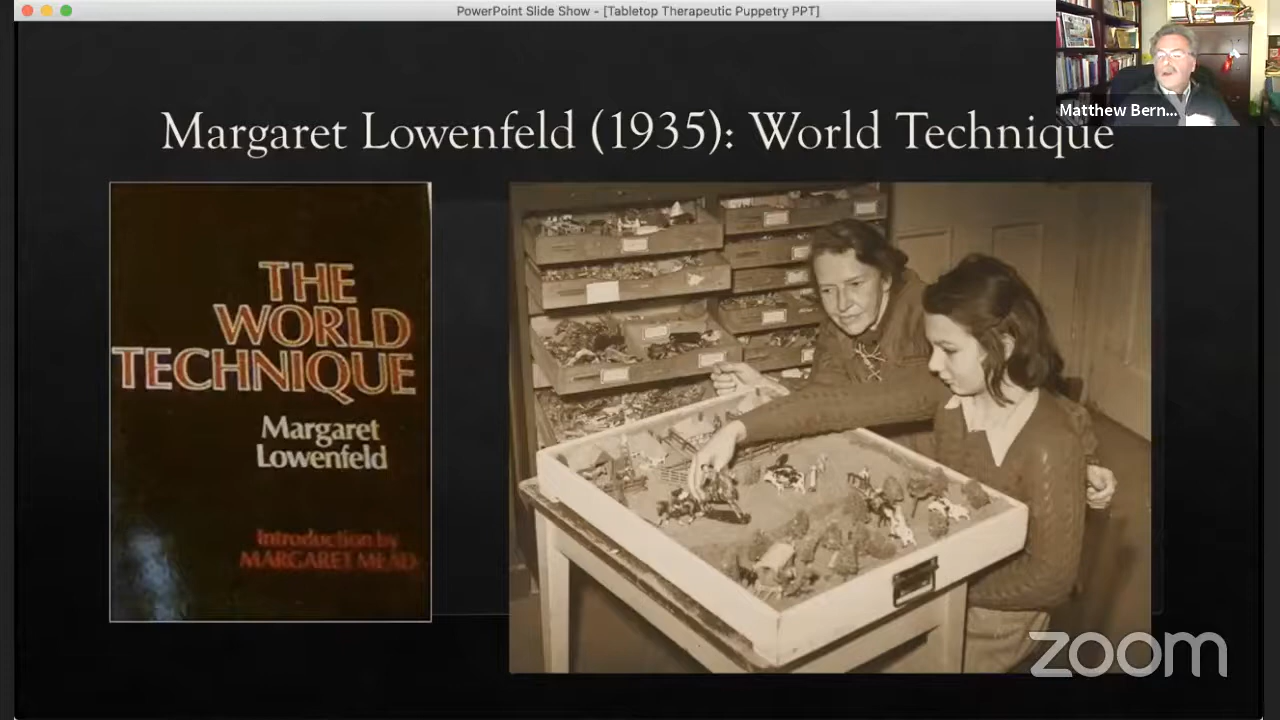 PowerPoint Slide Show - [Tabletop Therapeutic Puppetry PPT]
Matthew Bern...
Margaret Lowenfeld (1935): World Technique
THE
WORLD
TECHNIQUE
Margaret
Lowenfeld
Introduction by
MARGARET MEAD
zoom